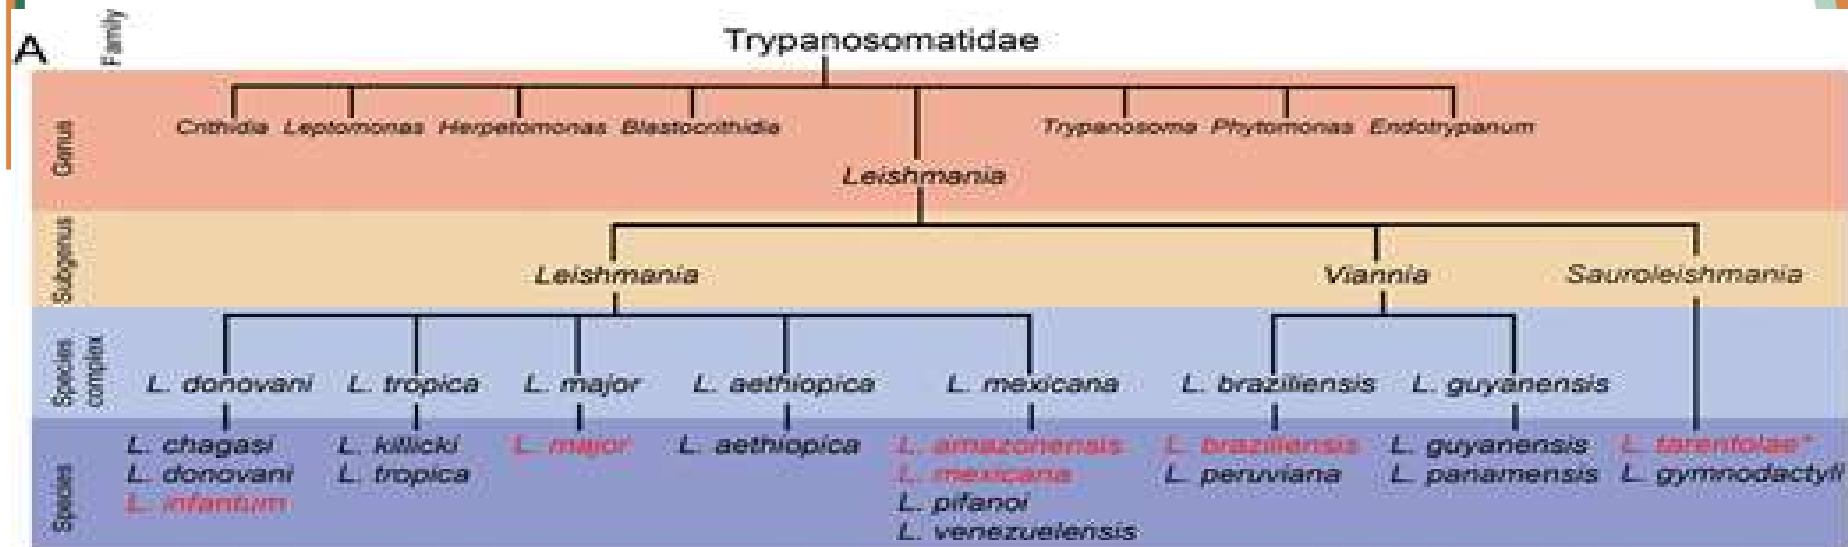 A
Family
Trypanosomatidae
Genus
Crithidia Leptomonas Herpetomonas Blastocrithidia Trypanosoma Phytomonas Endotrypanum
Leishmania
Subgenus
Leishmania Viannia Sauroleishmania
Species complex
L. donovani L. tropica L. major L. aethiopica L. mexicana L. braziliensis L. guyanensis
Species
L. chagasi L. killicki L. major L. aethiopica L. amazonensis L. braziliensis L. guyanensis L. tarentolae*
L. donovani L. tropica L. mexicana L. peruviana L. panamensis L. gymnodactyli
L. infantum L. pifanoi
L. venezuelensis